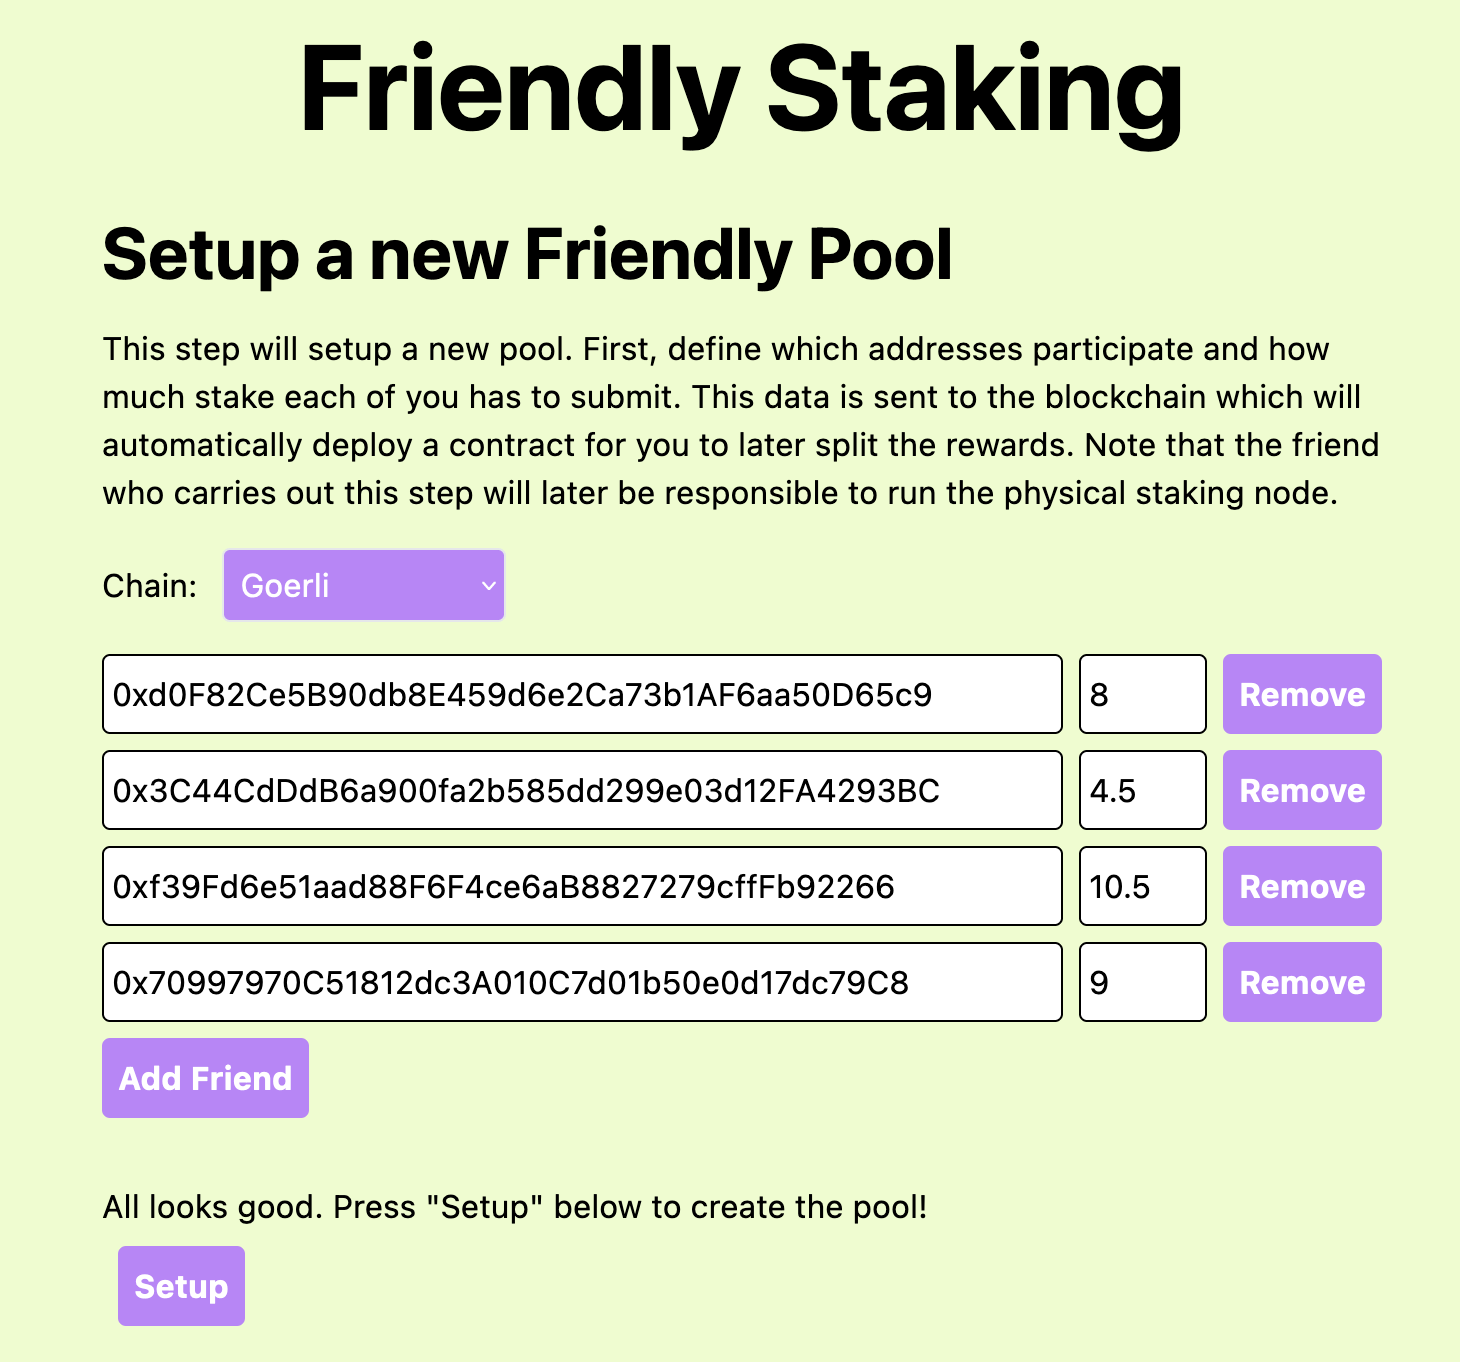 Friendly Staking
Setup a new Friendly Pool
This step will setup a new pool. First, define which addresses participate and how
much stake each of you has to submit. This data is sent to the blockchain which will
automatically deploy a contract for you to later split the rewards. Note that the friend
who carries out this step will later be responsible to run the physical staking node.
Chain: Goerli
0xd0F82Ce5B90db8E459d6e2Ca73b1AF6aa50D65c9 8 Remove
0x3C44CdDdB6a900fa2b585dd299e03d12FA4293BC 4.5 Remove
0xf39Fd6e51aad88F6F4ce6aB8827279cffFb92266 10.5 Remove
0x70997970C51812dc3A010C7d01b50e0d17dc79C8 9 Remove
Add Friend
All looks good. Press "Setup" below to create the pool!
Setup